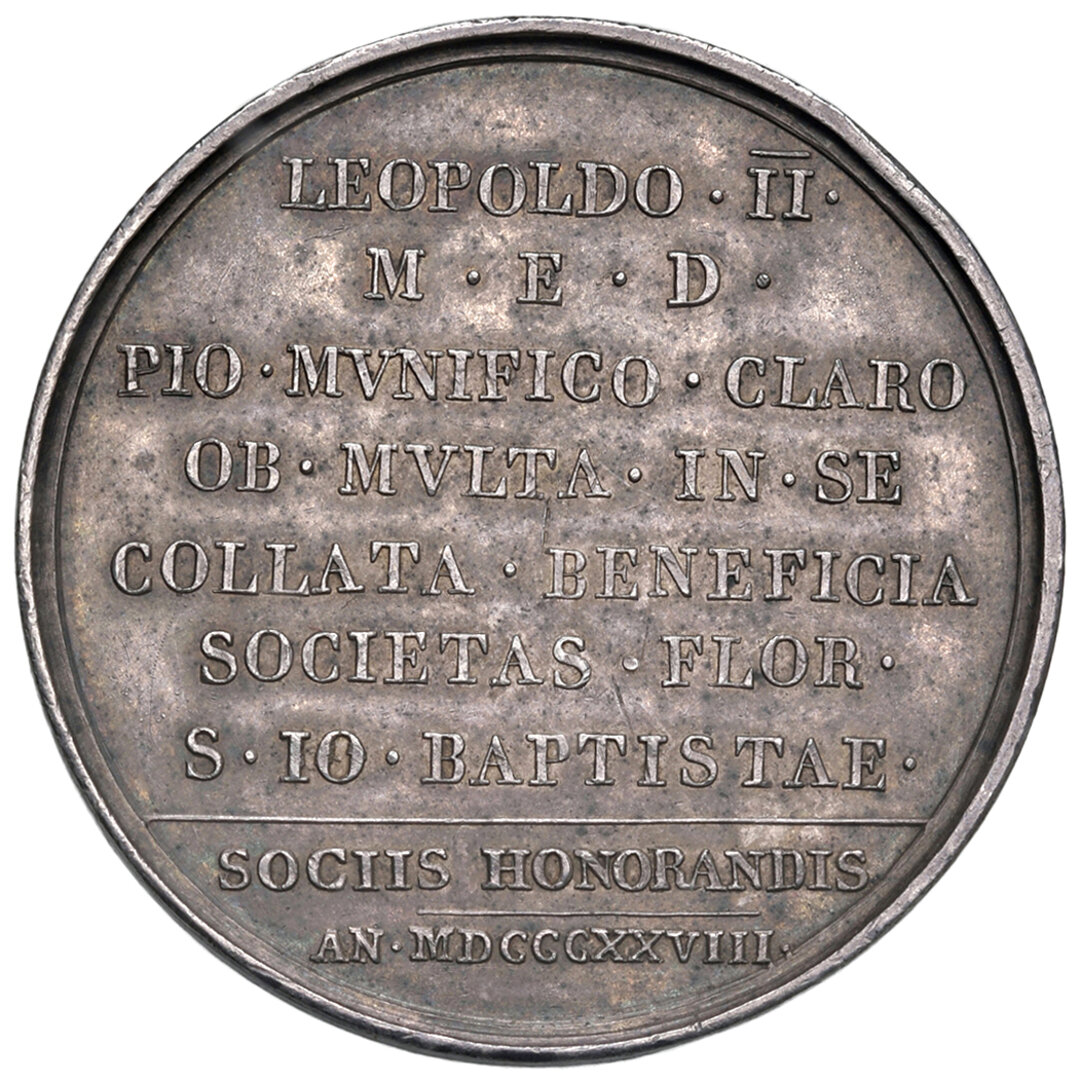 LEOPOLDO · II ·
M · E · D ·
PIO · MVNIFICO · CLARO
OB · MVLTA · IN · SE
COLLATA · BENEFICIA
SOCIETAS · FLOR ·
S · IO · BAPTISTAE ·
SOCIIS HONORANDIS
AN · MDCCCXXVIII ·